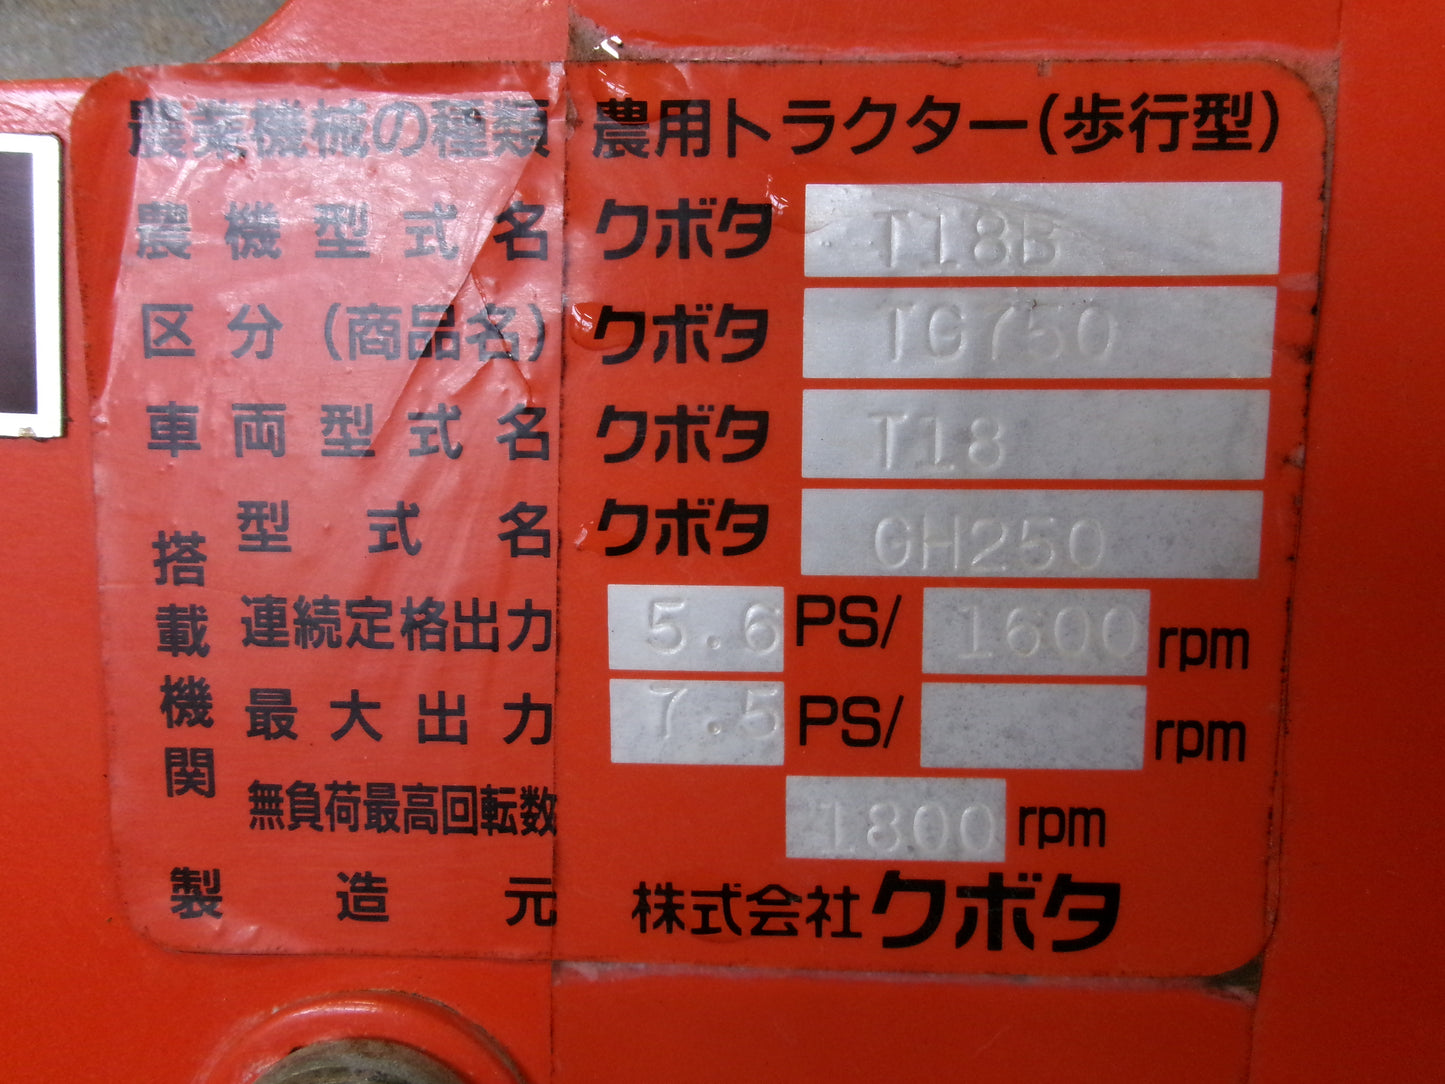 農業機械の種類 農用トラクター(歩行型)
農機型式名 クボタ T18B
区分(商品名) クボタ TG750
車両型式名 クボタ T18
搭載機関
型式名 クボタ GH250
連続定格出力 5.6 PS/ 1600 rpm
最大出力 7.5 PS/ rpm
無負荷最高回転数 1800 rpm
製造元 株式会社クボタ